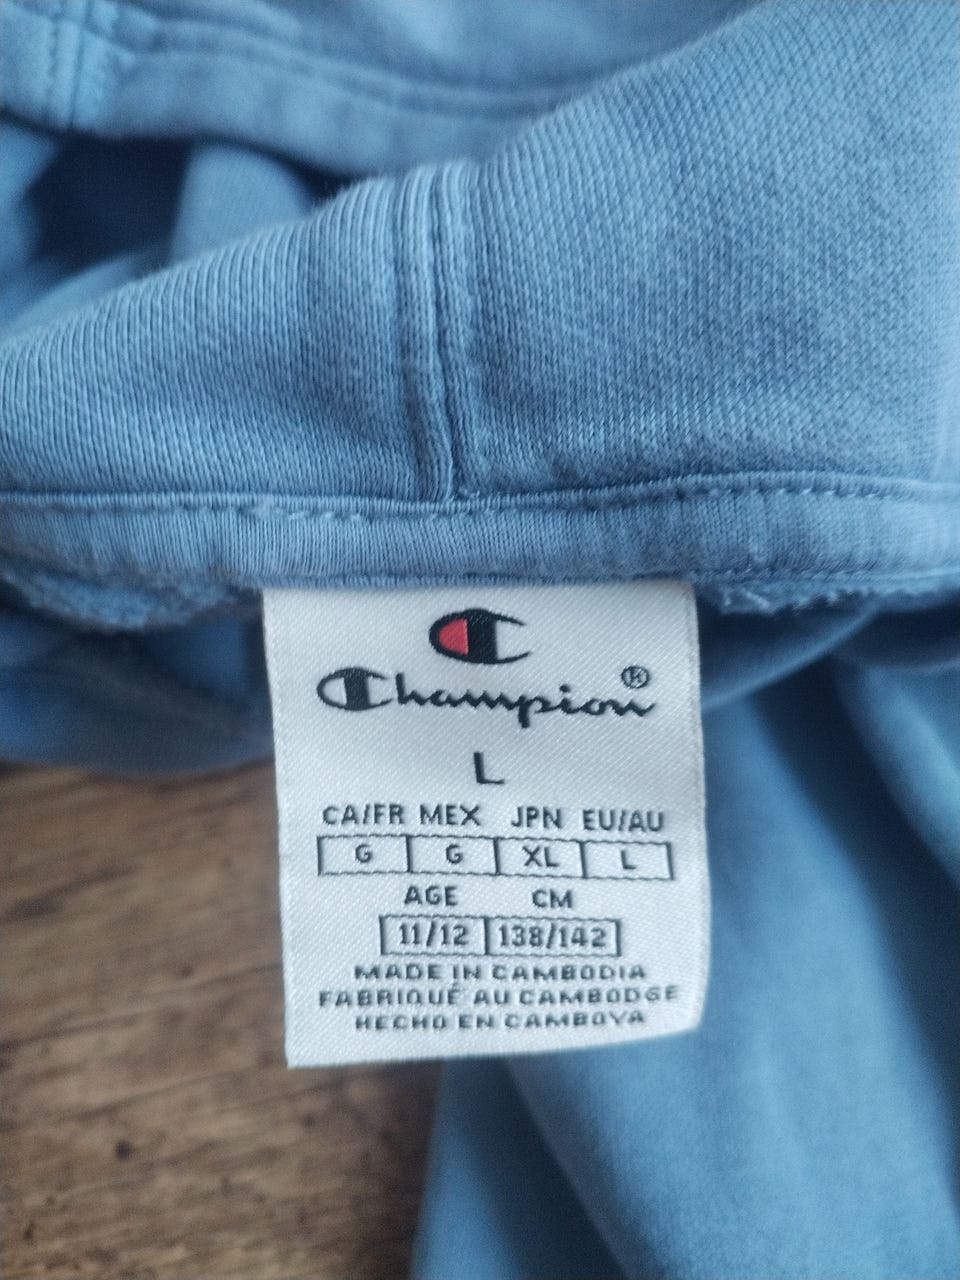 Champion®
L
CA/FR MEX JPN EU/AU
G G XL L
AGE CM
11/12 138/142
MADE IN CAMBODIA
FABRIQUÉ AU CAMBODGE
HECHO EN CAMBOYA